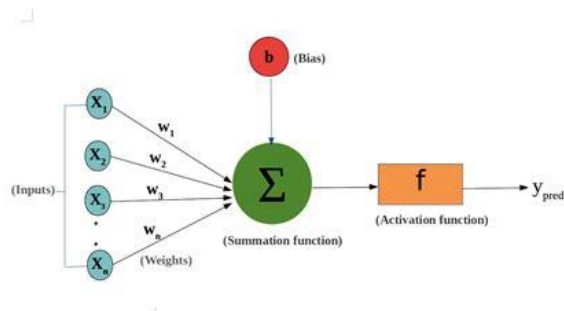 b (Bias)
X1
w1
X2
w2
(Inputs)
X3
w3
Σ
f
ypred
(Activation function)
wn
(Summation function)
Xn
(Weights)